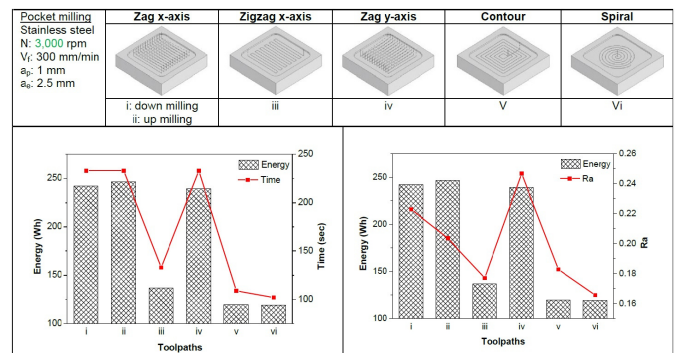 Pocket milling
Stainless steel
N: 3,000 rpm
Vf: 300 mm/min
ap: 1 mm
ae: 2.5 mm
Zag x-axis
Zigzag x-axis
Zag y-axis
Contour
Spiral
i: down milling
ii: up milling
iii
iv
V
Vi
Energy (Wh)
250
200
150
100
Energy
Time
250
200
150
100
Time (sec)
i ii iii iv v vi
Toolpaths
Energy (Wh)
250
200
150
100
Energy
Ra
0.26
0.24
0.22
0.20
0.18
0.16
Ra
i ii iii iv v vi
Toolpaths